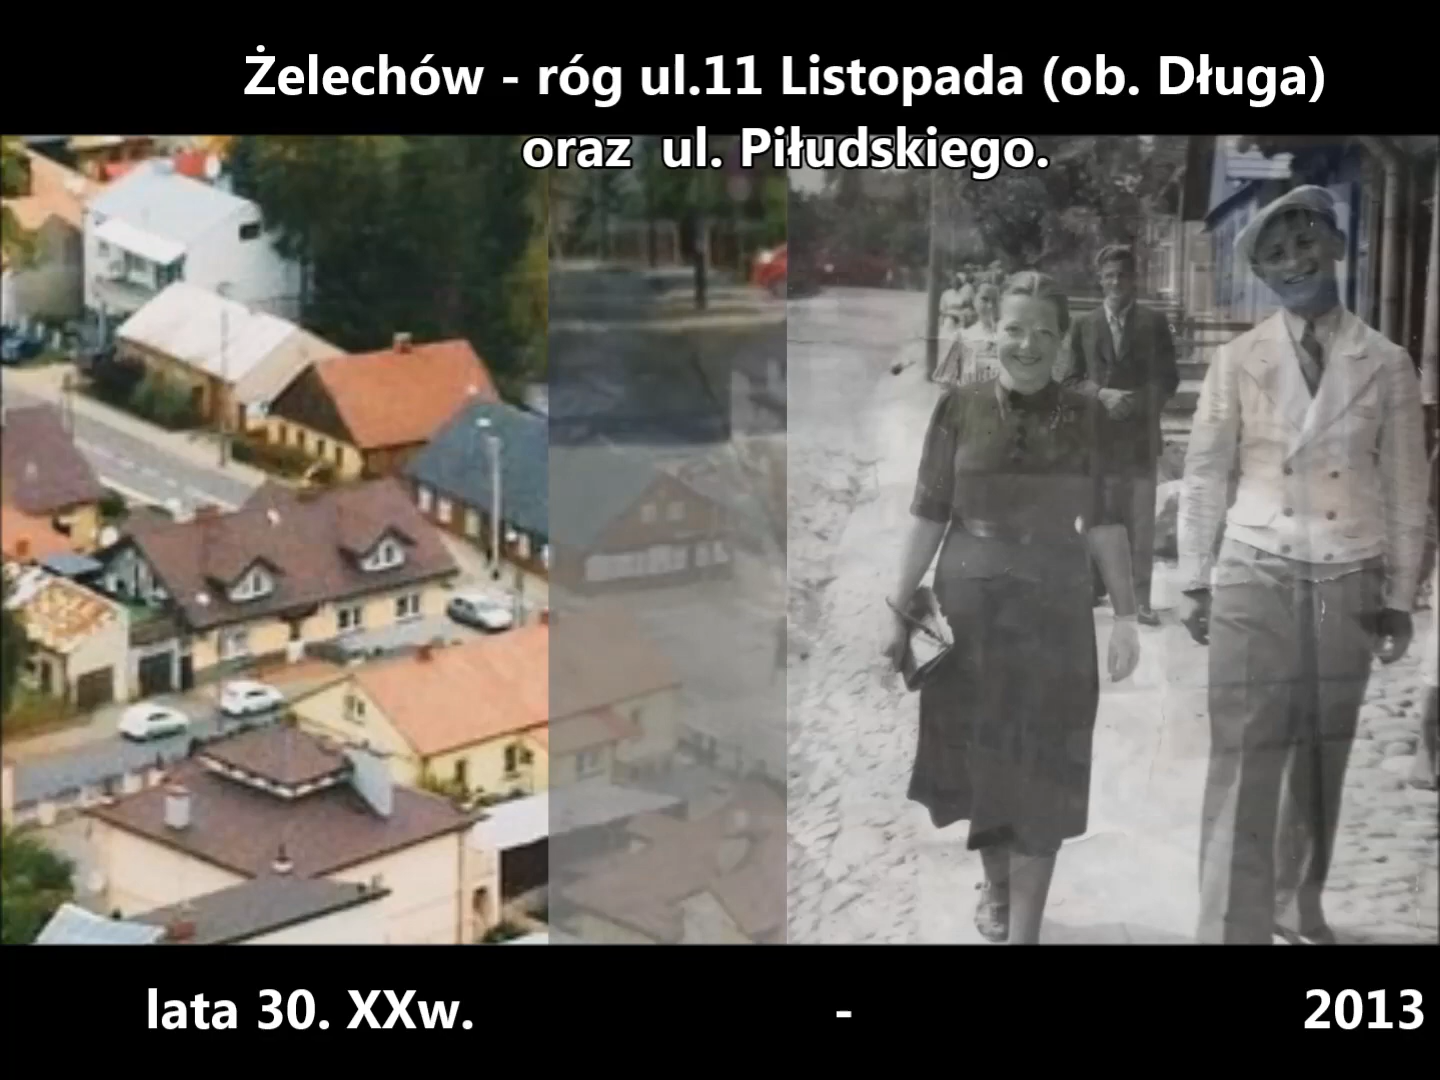 Żelechów - róg ul.11 Listopada (ob. Długa)
oraz ul. Piłudskiego.
lata 30. XXw. - 2013